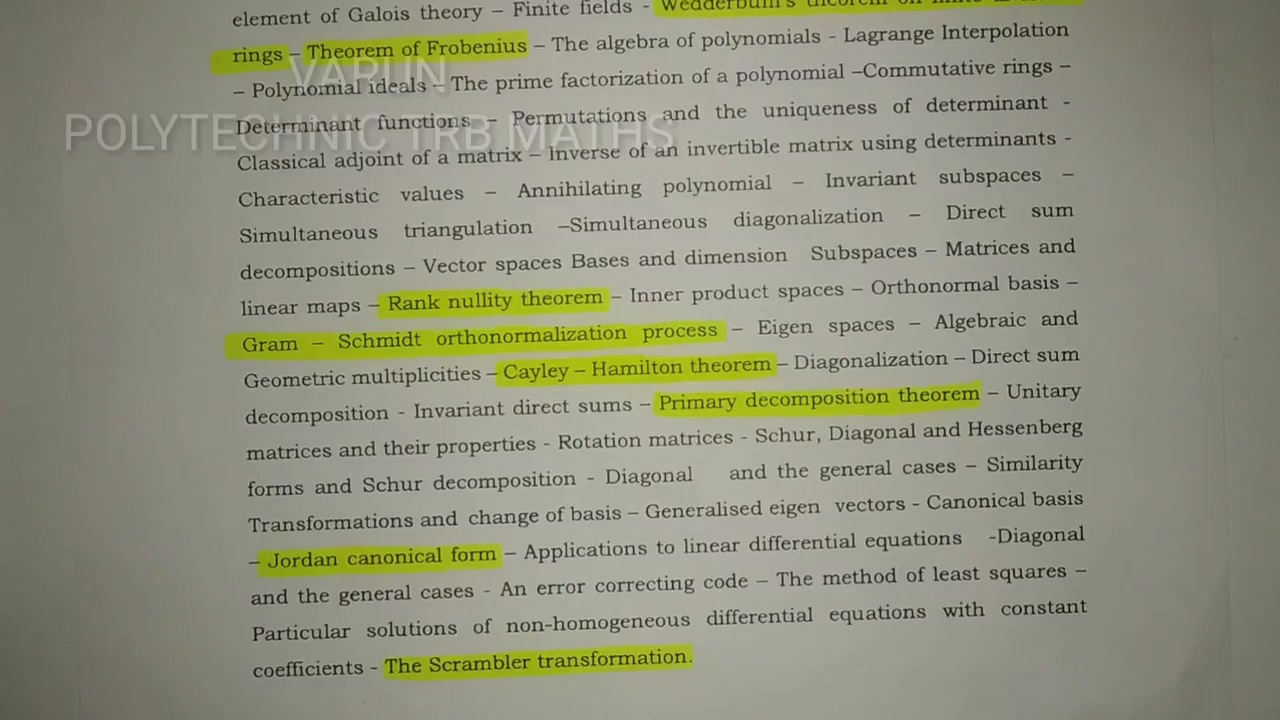 element of Galois theory – Finite fields - Wedderburn's theorem on finite
rings – Theorem of Frobenius – The algebra of polynomials - Lagrange Interpolation
– Polynomial ideals – The prime factorization of a polynomial –Commutative rings –
Determinant functions – Permutations and the uniqueness of determinant -
Classical adjoint of a matrix – Inverse of an invertible matrix using determinants -
Characteristic values – Annihilating polynomial – Invariant subspaces –
Simultaneous triangulation –Simultaneous diagonalization – Direct sum
decompositions – Vector spaces Bases and dimension Subspaces – Matrices and
linear maps – Rank nullity theorem – Inner product spaces – Orthonormal basis –
Gram – Schmidt orthonormalization process – Eigen spaces – Algebraic and
Geometric multiplicities – Cayley – Hamilton theorem – Diagonalization – Direct sum
decomposition - Invariant direct sums – Primary decomposition theorem – Unitary
matrices and their properties - Rotation matrices - Schur, Diagonal and Hessenberg
forms and Schur decomposition - Diagonal and the general cases – Similarity
Transformations and change of basis – Generalised eigen vectors - Canonical basis
– Jordan canonical form – Applications to linear differential equations -Diagonal
and the general cases - An error correcting code – The method of least squares –
Particular solutions of non-homogeneous differential equations with constant
coefficients - The Scrambler transformation.
VARUN
POLYTECHNIC TRB MATHS